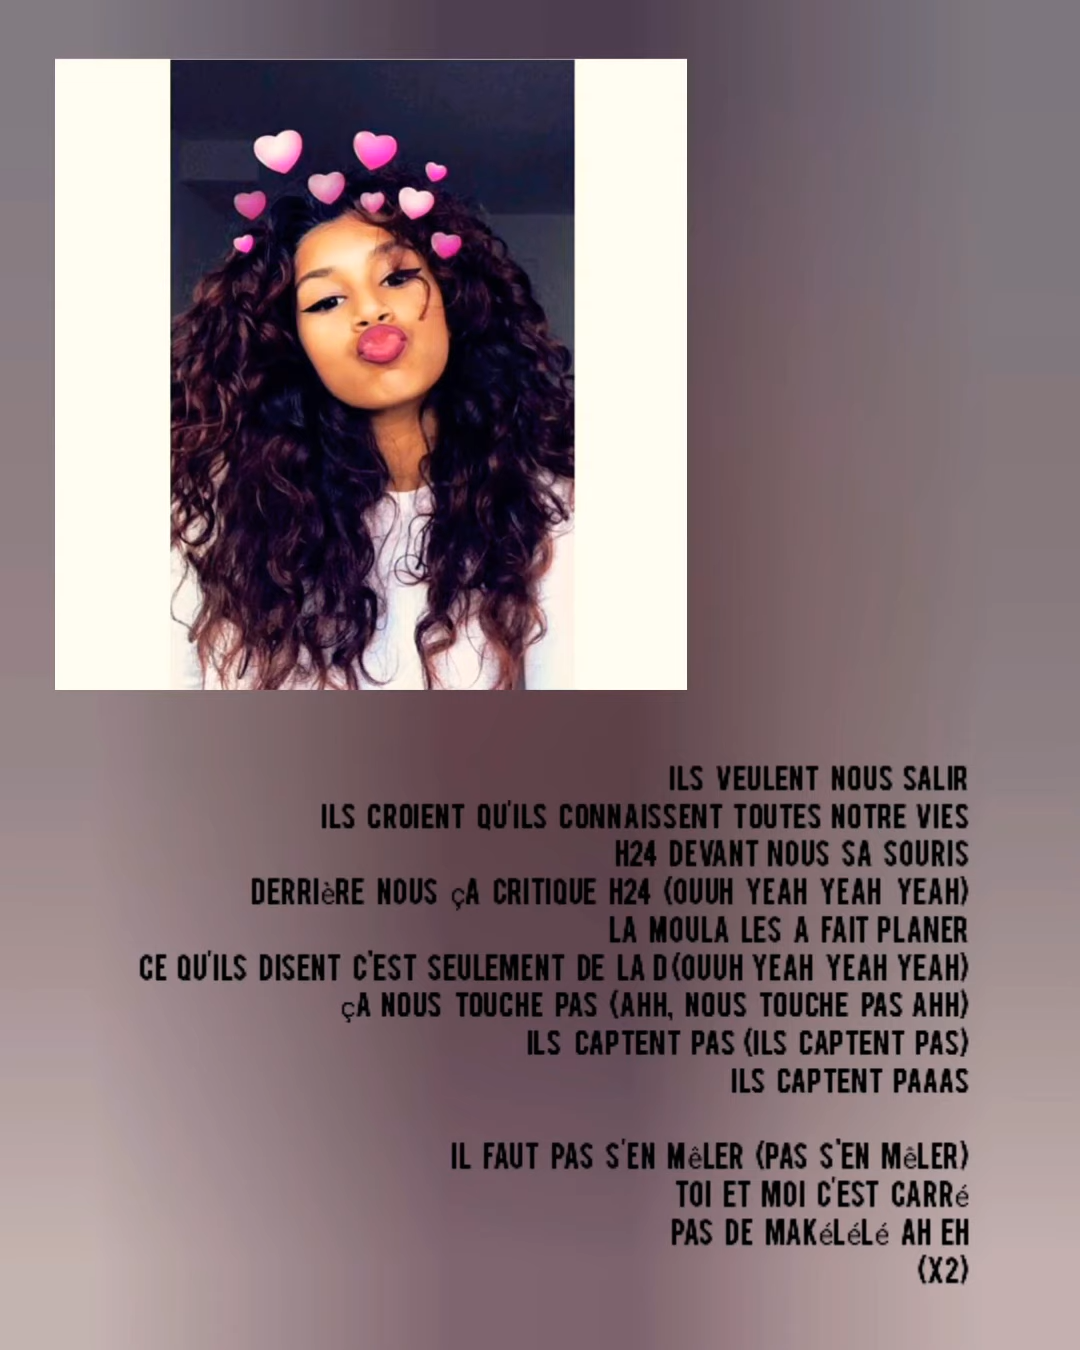 ILS VEULENT NOUS SALIR
ILS CROIENT QU'ILS CONNAISSENT TOUTES NOTRE VIES
H24 DEVANT NOUS SA SOURIS
DERRIèRE NOUS çA CRITIQUE H24 (OUUH YEAH YEAH YEAH)
LA MOULA LES A FAIT PLANER
CE QU'ILS DISENT C'EST SEULEMENT DE LA D(OUUH YEAH YEAH YEAH)
çA NOUS TOUCHE PAS (AHH, NOUS TOUCHE PAS AHH)
ILS CAPTENT PAS (ILS CAPTENT PAS)
ILS CAPTENT PAAAS
IL FAUT PAS S'EN MêLER (PAS S'EN MêLER)
TOI ET MOI C'EST CARRé
PAS DE MAKéLéLé AH EH
(X2)